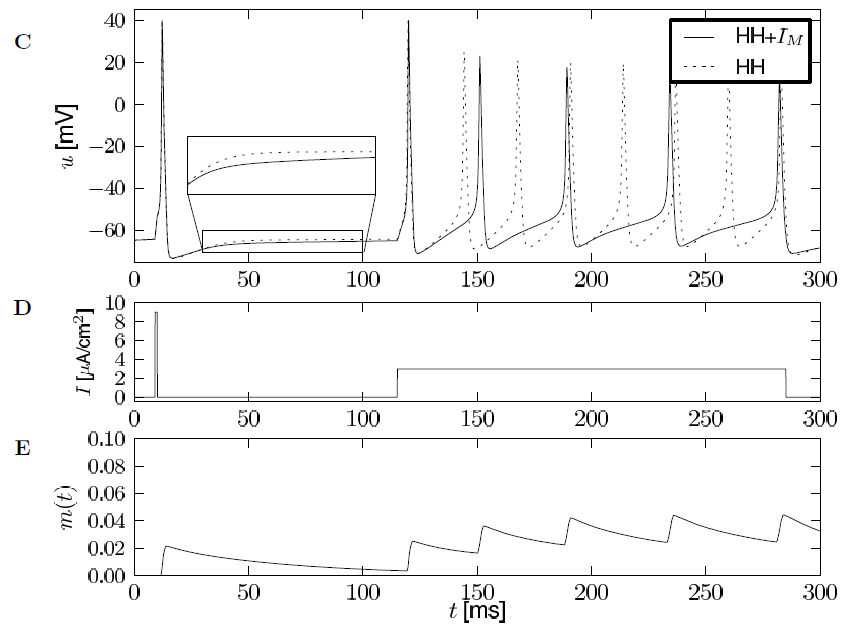 C
u [mV]
40
20
0
−20
−40
−60
HH+I_M
HH
0 50 100 150 200 250 300
D
I [μA/cm²]
10
8
6
4
2
0
0 50 100 150 200 250 300
E
m(t)
0.10
0.08
0.06
0.04
0.02
0.00
0 50 100 150 200 250 300
t [ms]